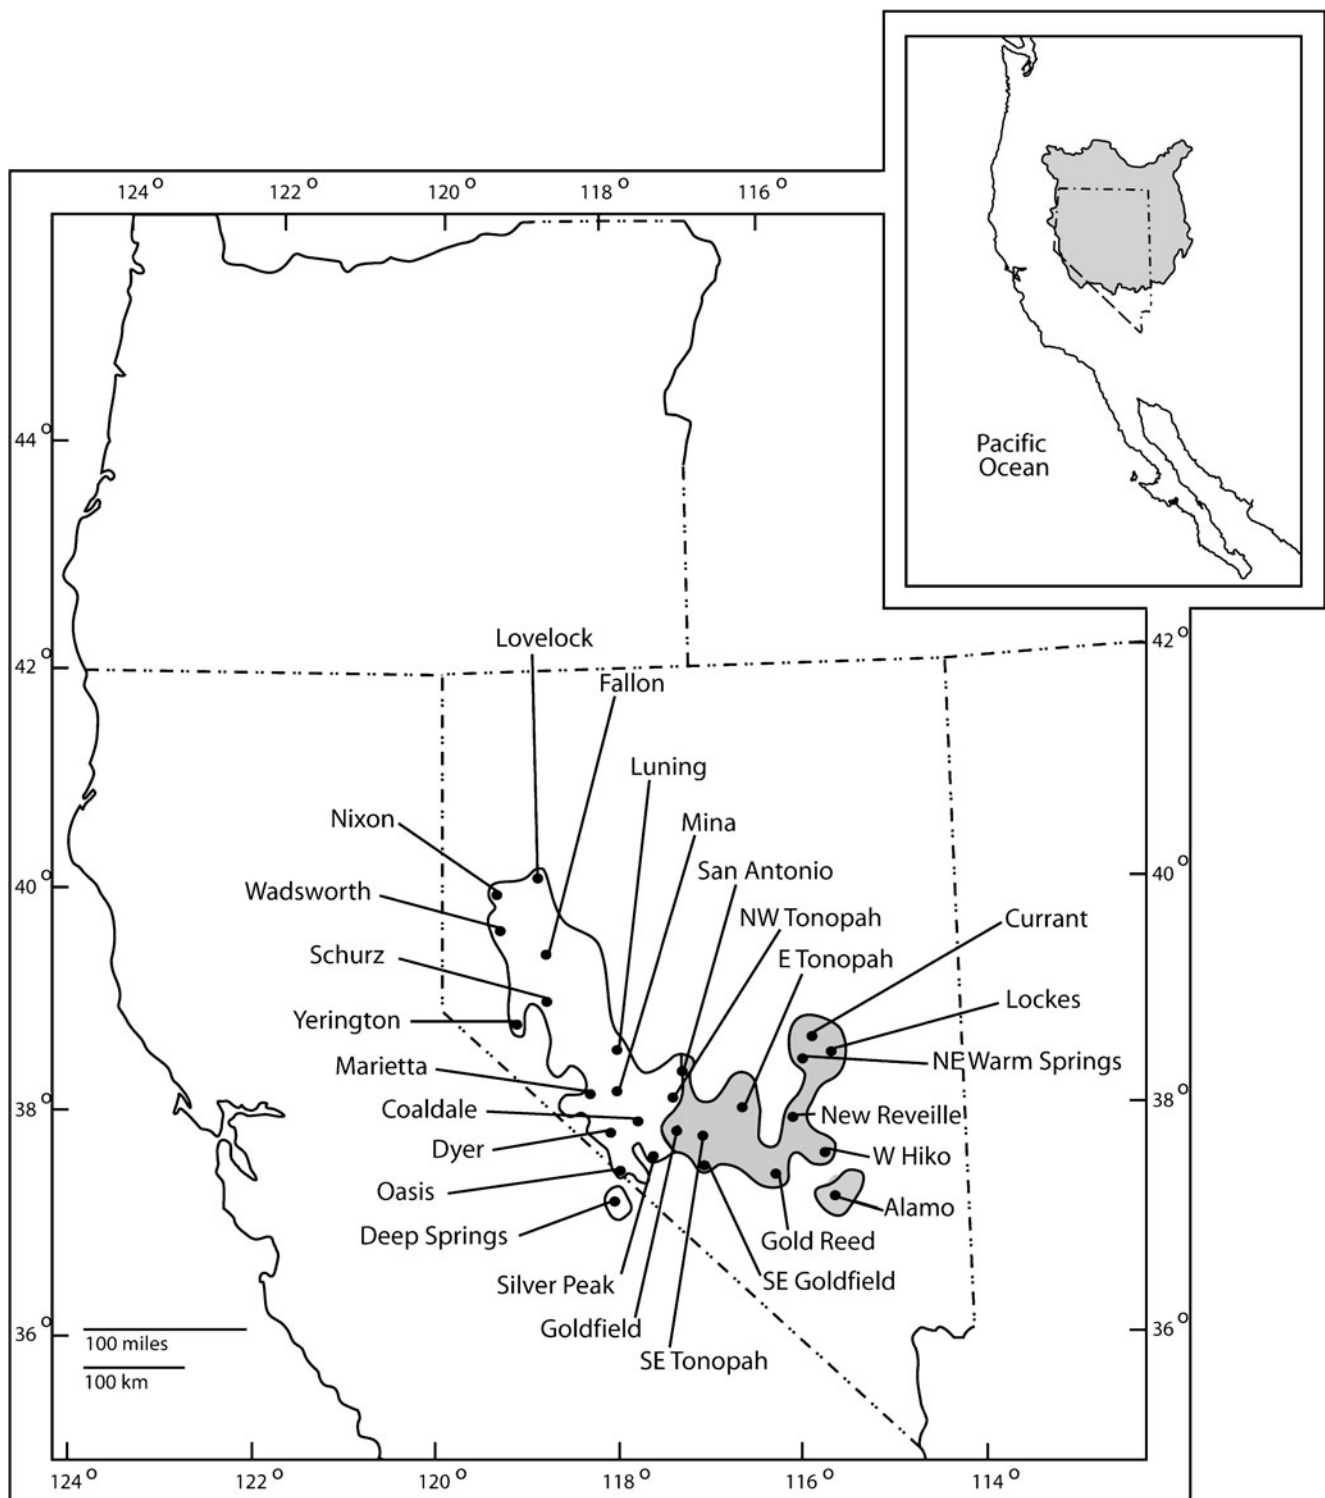 124°
122°
120°
118°
116°
Pacific
Ocean
44°
42°
42°
Lovelock
Fallon
Luning
Nixon
Mina
San Antonio
40°
40°
Wadsworth
NW Tonopah
Currant
Schurz
E Tonopah
Lockes
Yerington
NE Warm Springs
Marietta
38°
38°
Coaldale
New Reveille
Dyer
W Hiko
Oasis
Alamo
Deep Springs
Gold Reed
Silver Peak
SE Goldfield
Goldfield
36°
36°
100 miles
SE Tonopah
100 km
124°
122°
120°
118°
116°
114°